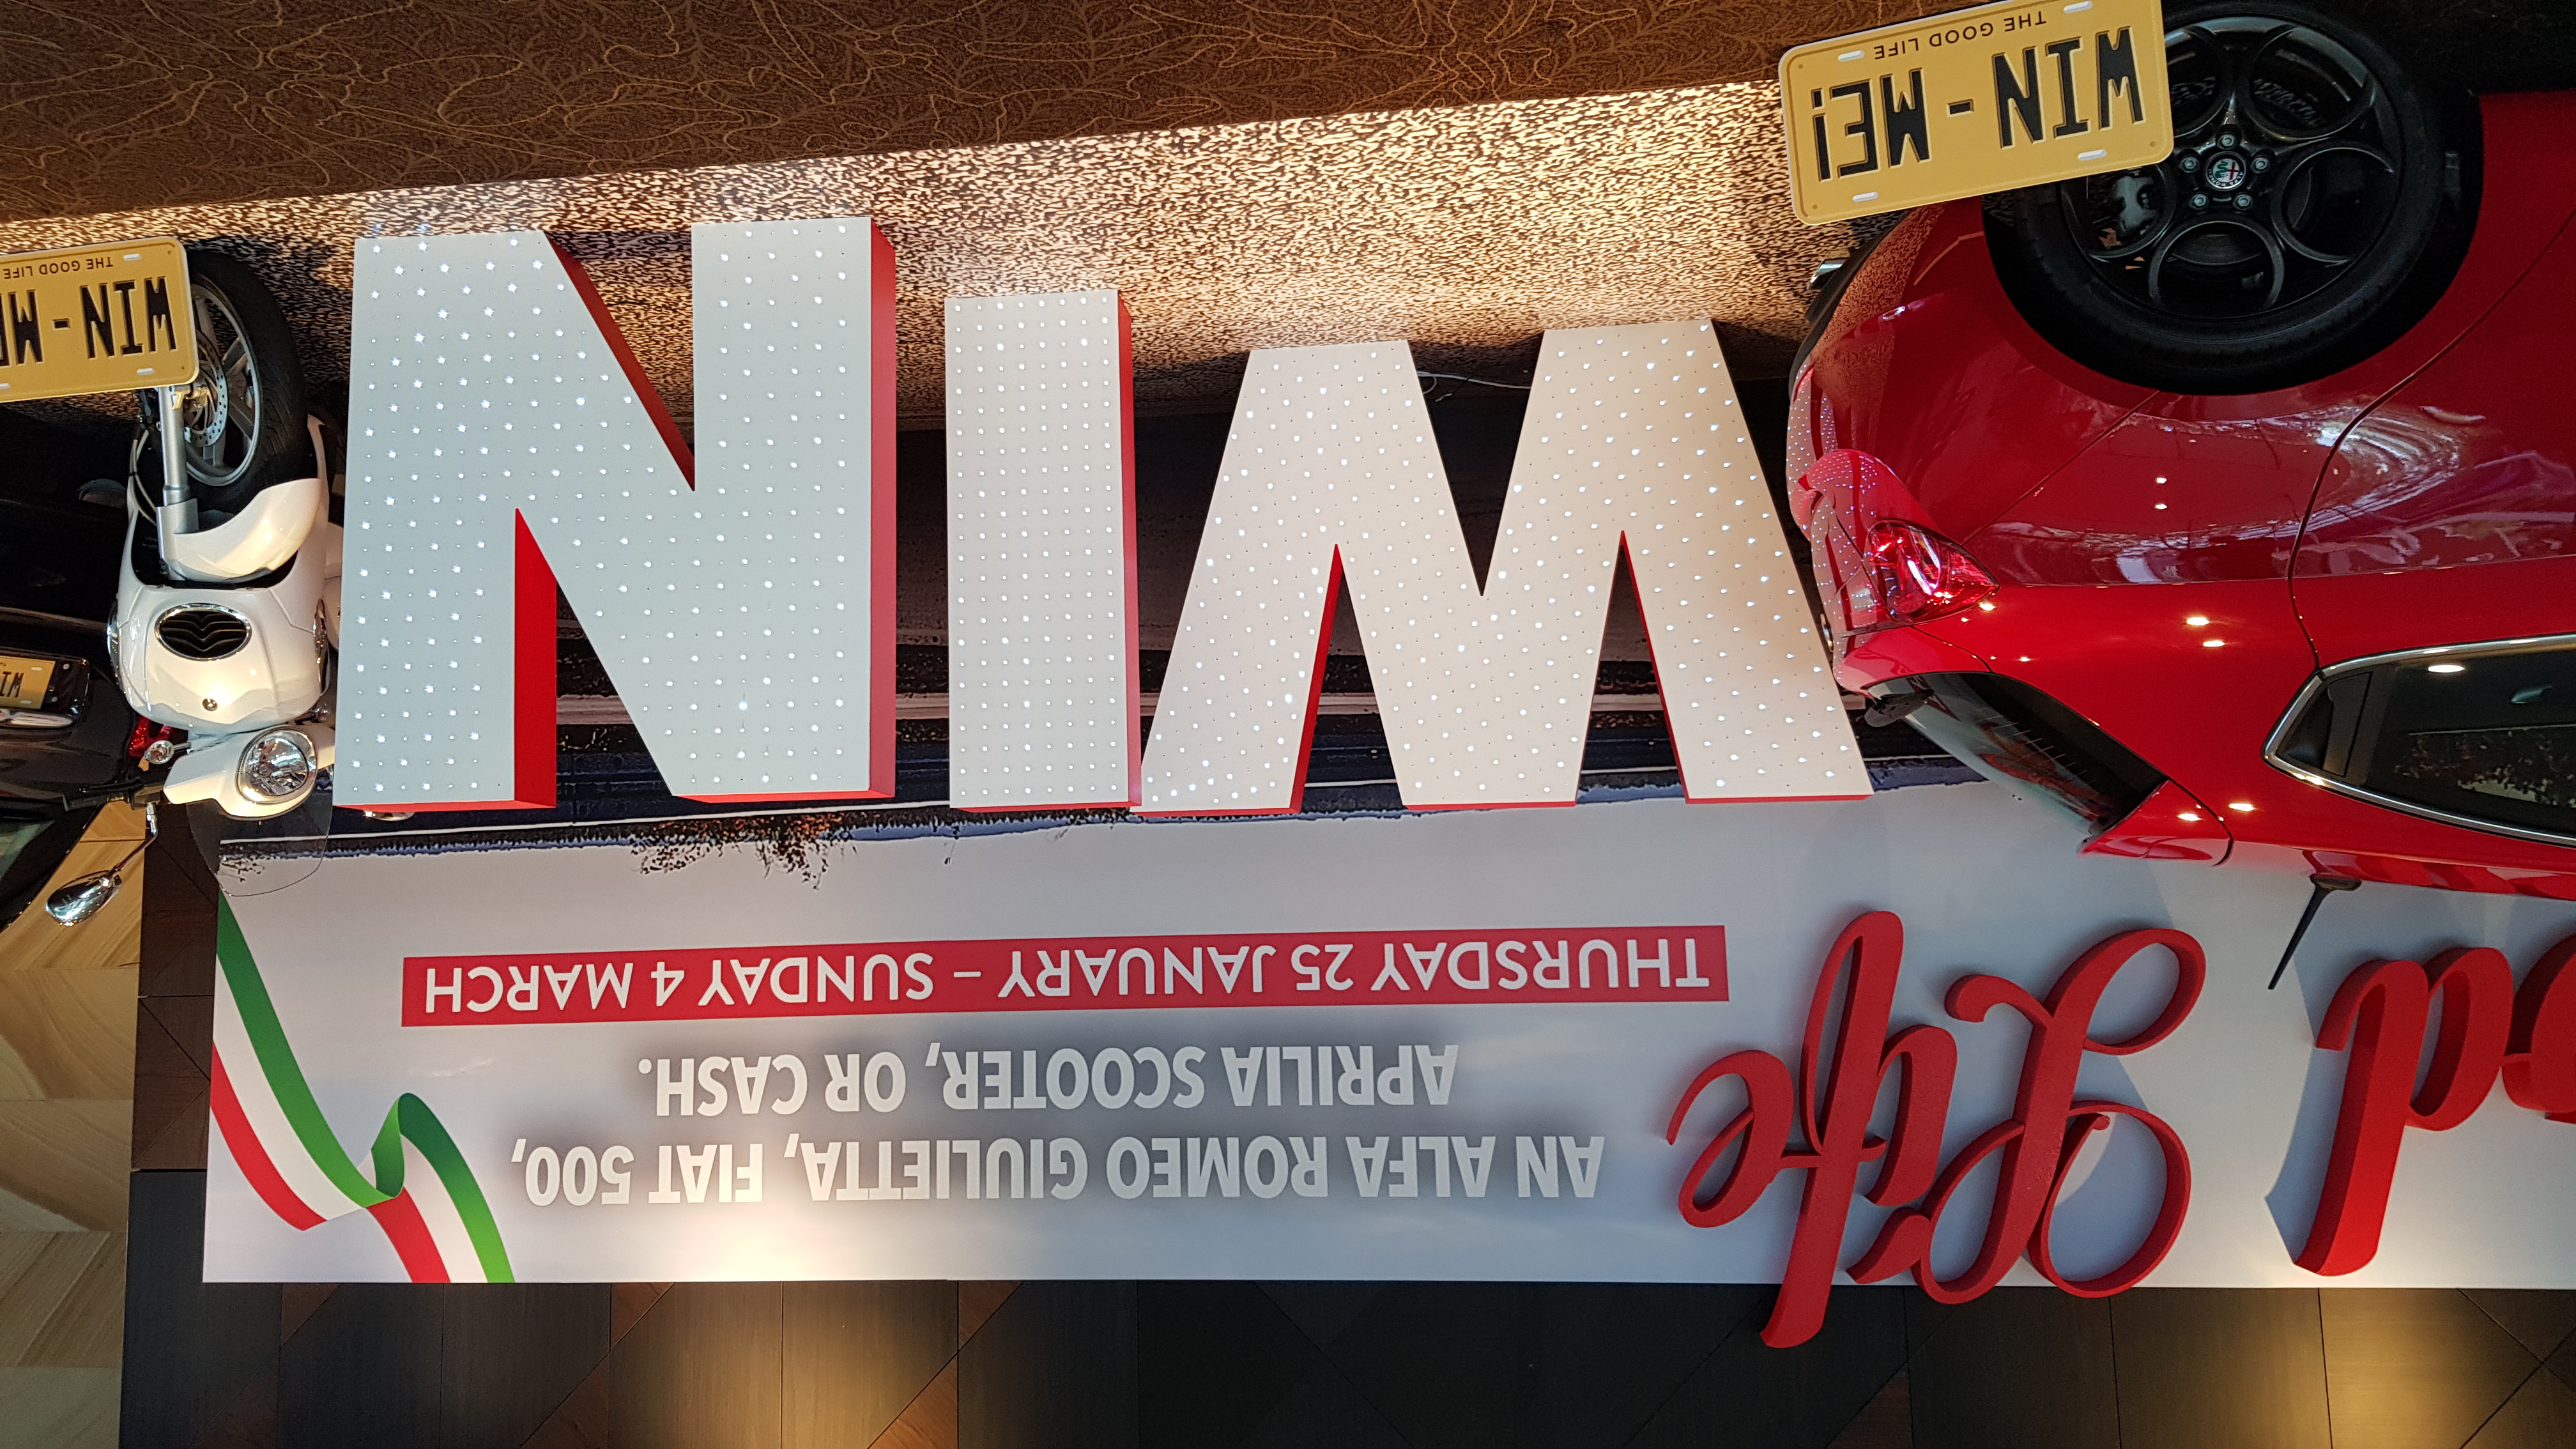 od Life
AN ALFA ROMEO GIULIETTA, FIAT 500,
APRILIA SCOOTER, OR CASH.
THURSDAY 25 JANUARY – SUNDAY 4 MARCH
WIN
WIN-ME!
THE GOOD LIFE
WIN-ME
THE GOOD LIFE
WI